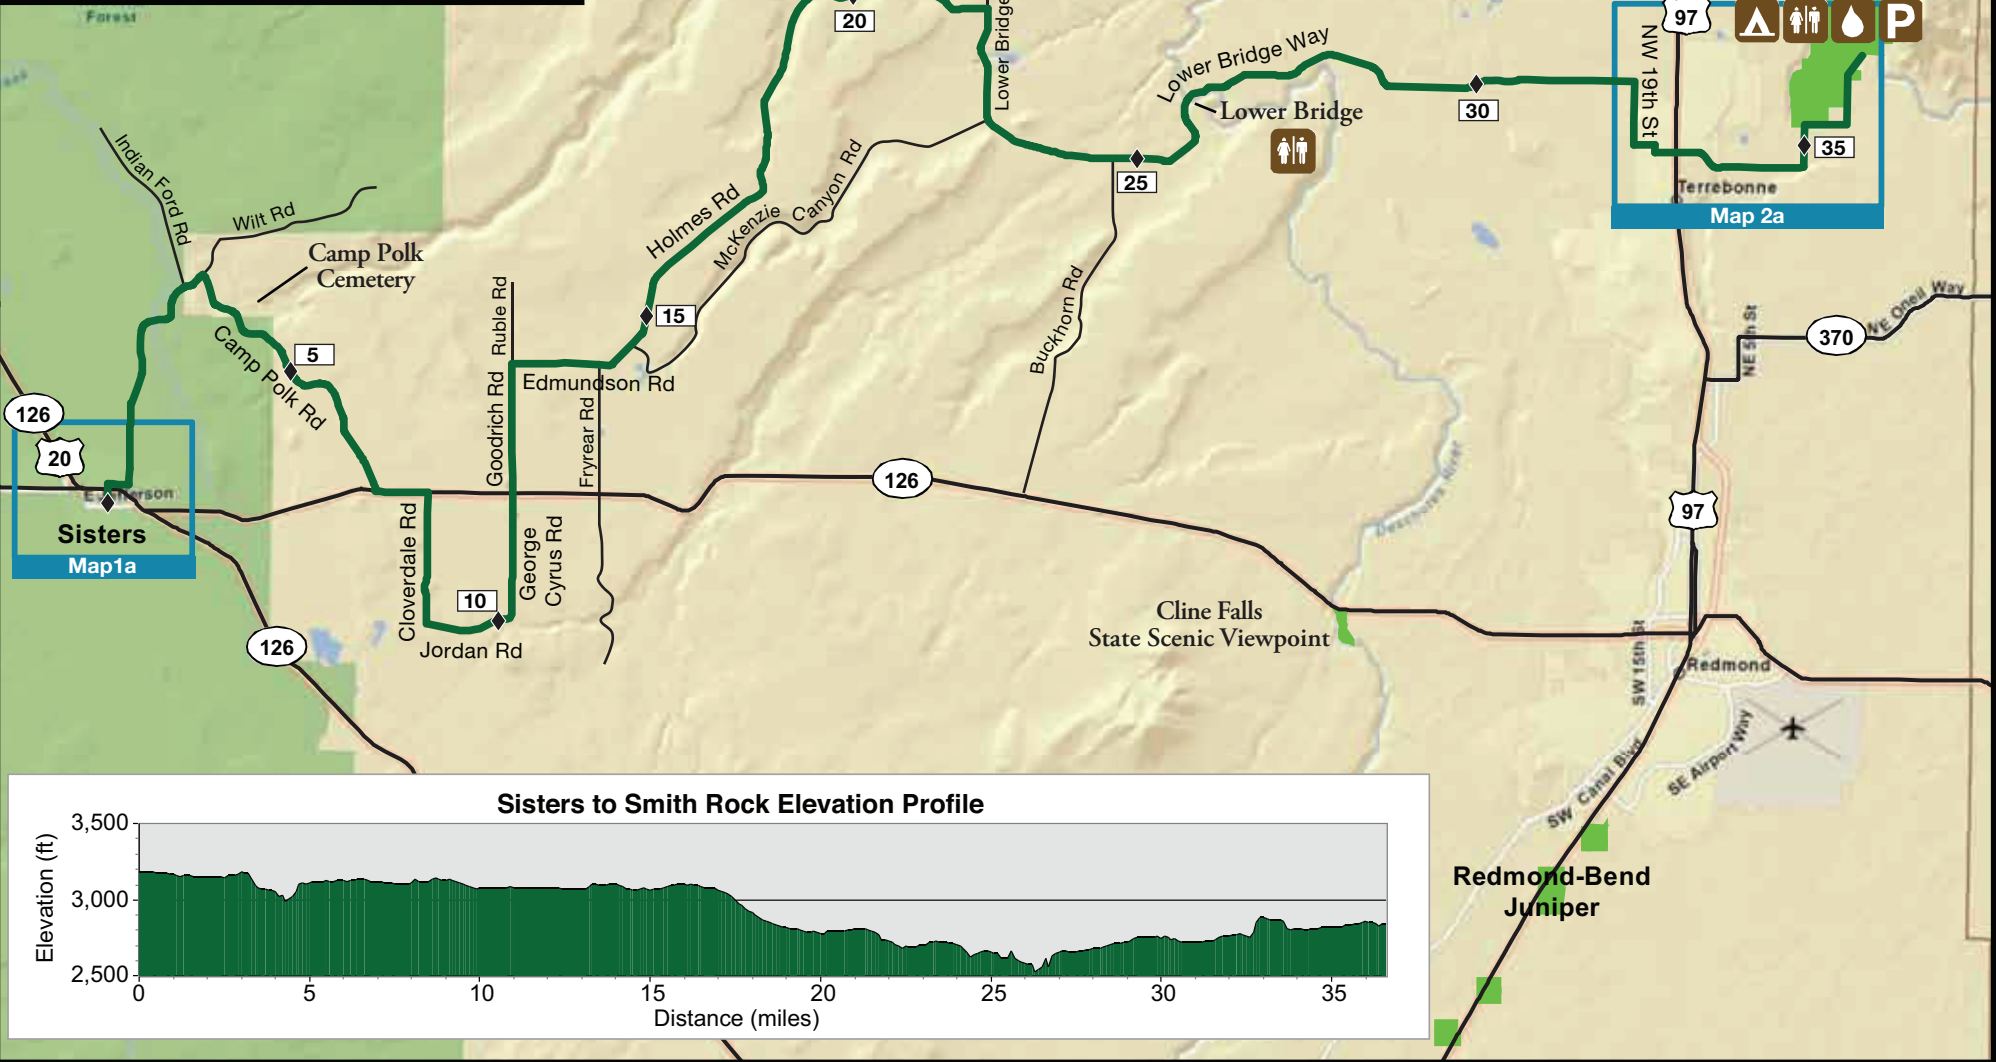 Forest
20
Lower Bridge
97
P
NW 19th St
Lower Bridge Way
Lower Bridge
30
35
25
Terrebonne
Map 2a
Indian Ford Rd
Wilt Rd
Camp Polk
Cemetery
Holmes Rd
McKenzie Canyon Rd
Buckhorn Rd
NE Oneil Way
370
NE 5th St
Ruble Rd
15
5
Camp Polk Rd
Edmundson Rd
Goodrich Rd
Fryrear Rd
126
20
Sisters
Map1a
126
97
Deschutes River
Cloverdale Rd
George
Cyrus Rd
10
Jordan Rd
126
Cline Falls
State Scenic Viewpoint
SW 15th St
Redmond
SE Airport Way
SW Canal Blvd
Redmond-Bend
Juniper
Sisters to Smith Rock Elevation Profile
Elevation (ft)
3,500
3,000
2,500
0 5 10 15 20 25 30 35
Distance (miles)